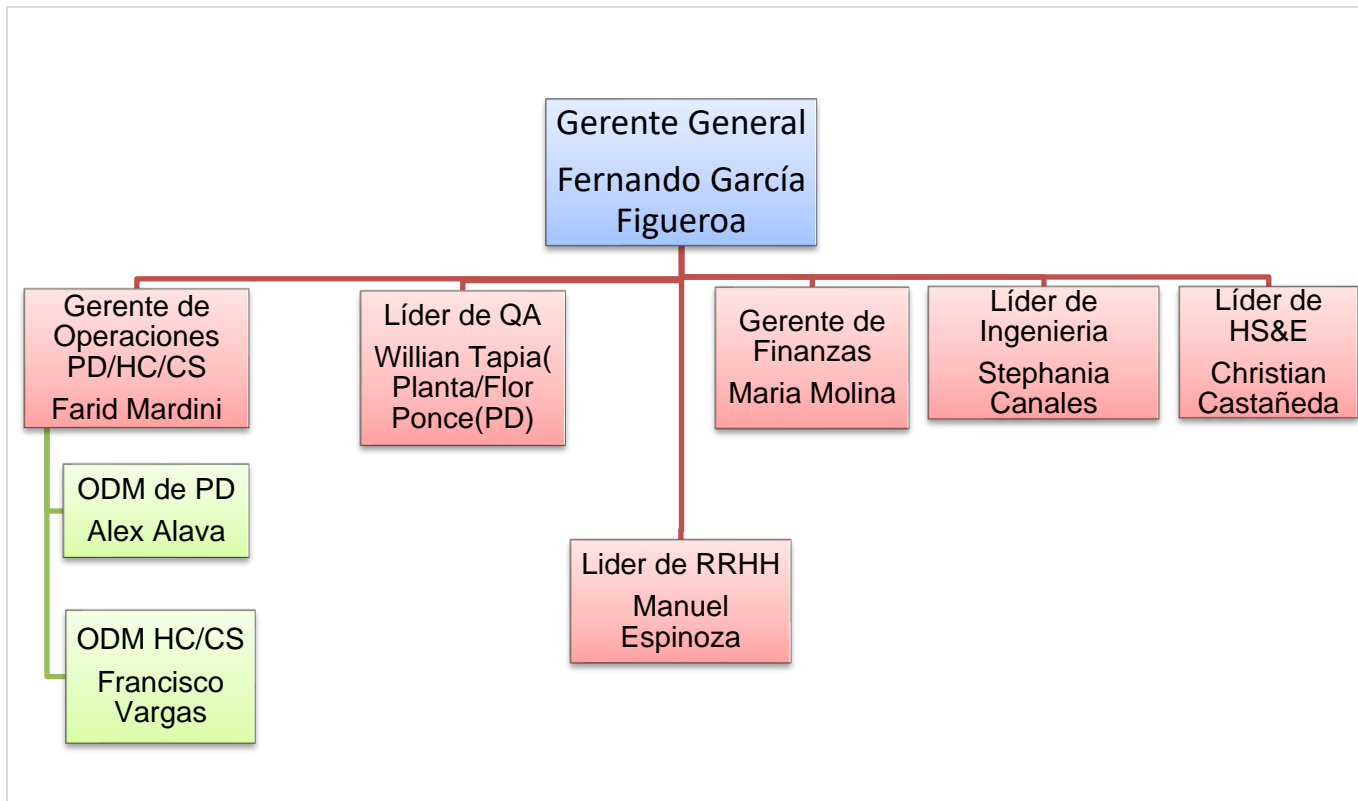 Gerente General
Fernando García
Figueroa
Gerente de
Operaciones
PD/HC/CS
Farid Mardini
Líder de QA
Willian Tapia(
Planta/Flor
Ponce(PD)
Gerente de
Finanzas
Maria Molina
Líder de
Ingenieria
Stephania
Canales
Líder de
HS&E
Christian
Castañeda
ODM de PD
Alex Alava
ODM HC/CS
Francisco
Vargas
Lider de RRHH
Manuel
Espinoza